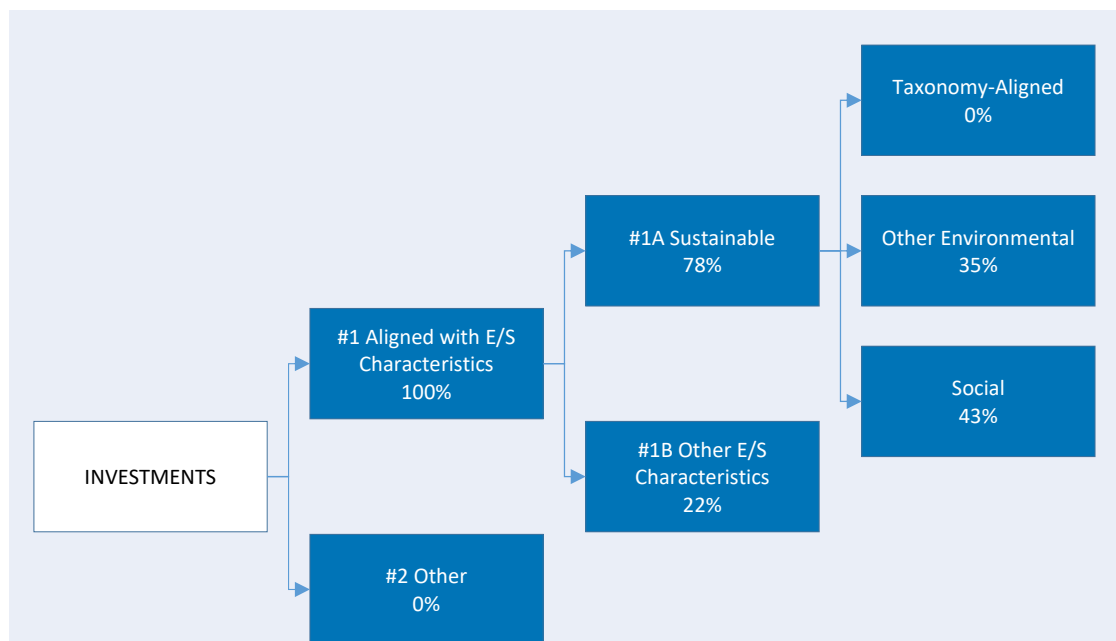 Taxonomy-Aligned
0%
#1A Sustainable
78%
Other Environmental
35%
#1 Aligned with E/S
Characteristics
100%
Social
43%
INVESTMENTS
#1B Other E/S
Characteristics
22%
#2 Other
0%